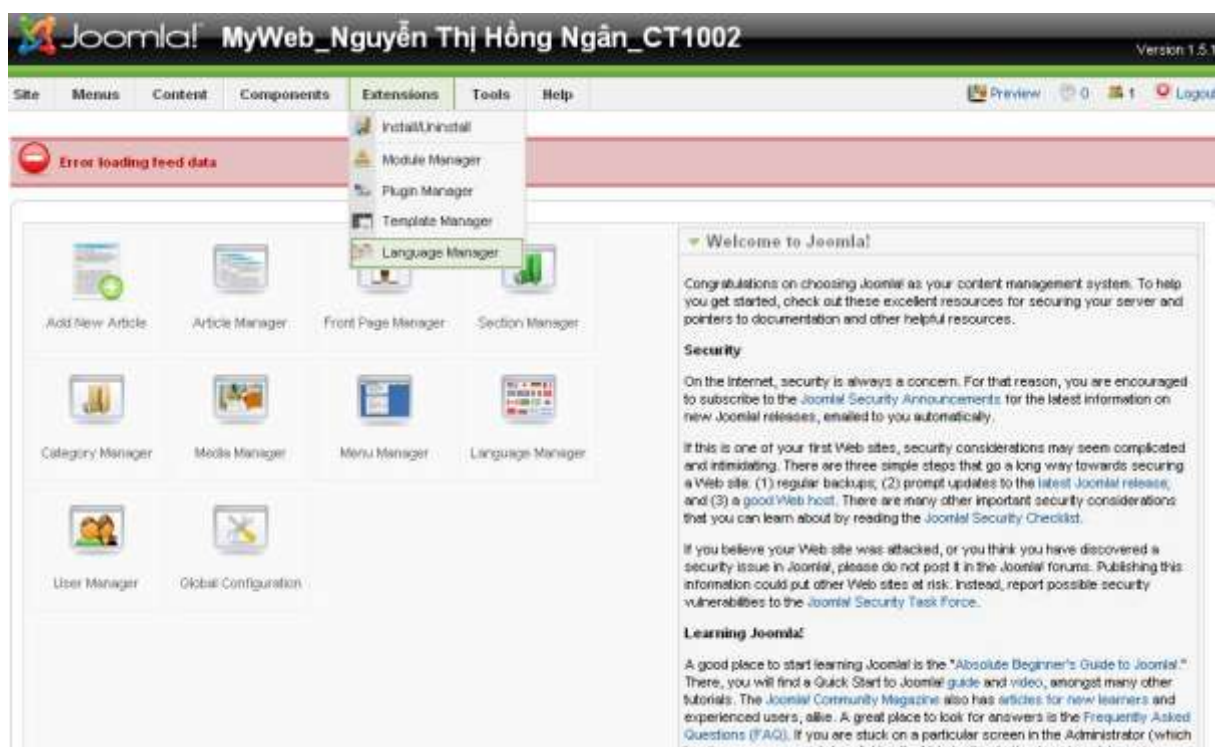 Joomla! MyWeb_Nguyễn Thị Hồng Ngân_CT1002
Version 1.5.1
Site Menus Content Components Extensions Tools Help Preview 0 1 Logout
Install/Uninstall
Module Manager
Plugin Manager
Template Manager
Language Manager
Error loading feed data
Add New Article Article Manager Front Page Manager Section Manager
Category Manager Media Manager Menu Manager Language Manager
User Manager Global Configuration
Welcome to Joomla!
Congratulations on choosing Joomla! as your content management system. To help
you get started, check out these excellent resources for securing your server and
pointers to documentation and other helpful resources.
Security
On the Internet, security is always a concern. For that reason, you are encouraged
to subscribe to the Joomla! Security Announcements for the latest information on
new Joomla! releases, emailed to you automatically.
If this is one of your first Web sites, security considerations may seem complicated
and intimidating. There are three simple steps that go a long way towards securing
a Web site: (1) regular backups; (2) prompt updates to the latest Joomla! release;
and (3) a good Web host. There are many other important security considerations
that you can learn about by reading the Joomla! Security Checklist.
If you believe your Web site was attacked, or you think you have discovered a
security issue in Joomla!, please do not post it in the Joomla! forums. Publishing this
information could put other Web sites at risk. Instead, report possible security
vulnerabilities to the Joomla! Security Task Force.
Learning Joomla!
A good place to start learning Joomla! is the "Absolute Beginner's Guide to Joomla!."
There, you will find a Quick Start to Joomla! guide and video, amongst many other
tutorials. The Joomla! Community Magazine also has articles for new learners and
experienced users, alike. A great place to look for answers is the Frequently Asked
Questions (FAQ). If you are stuck on a particular screen in the Administrator (which